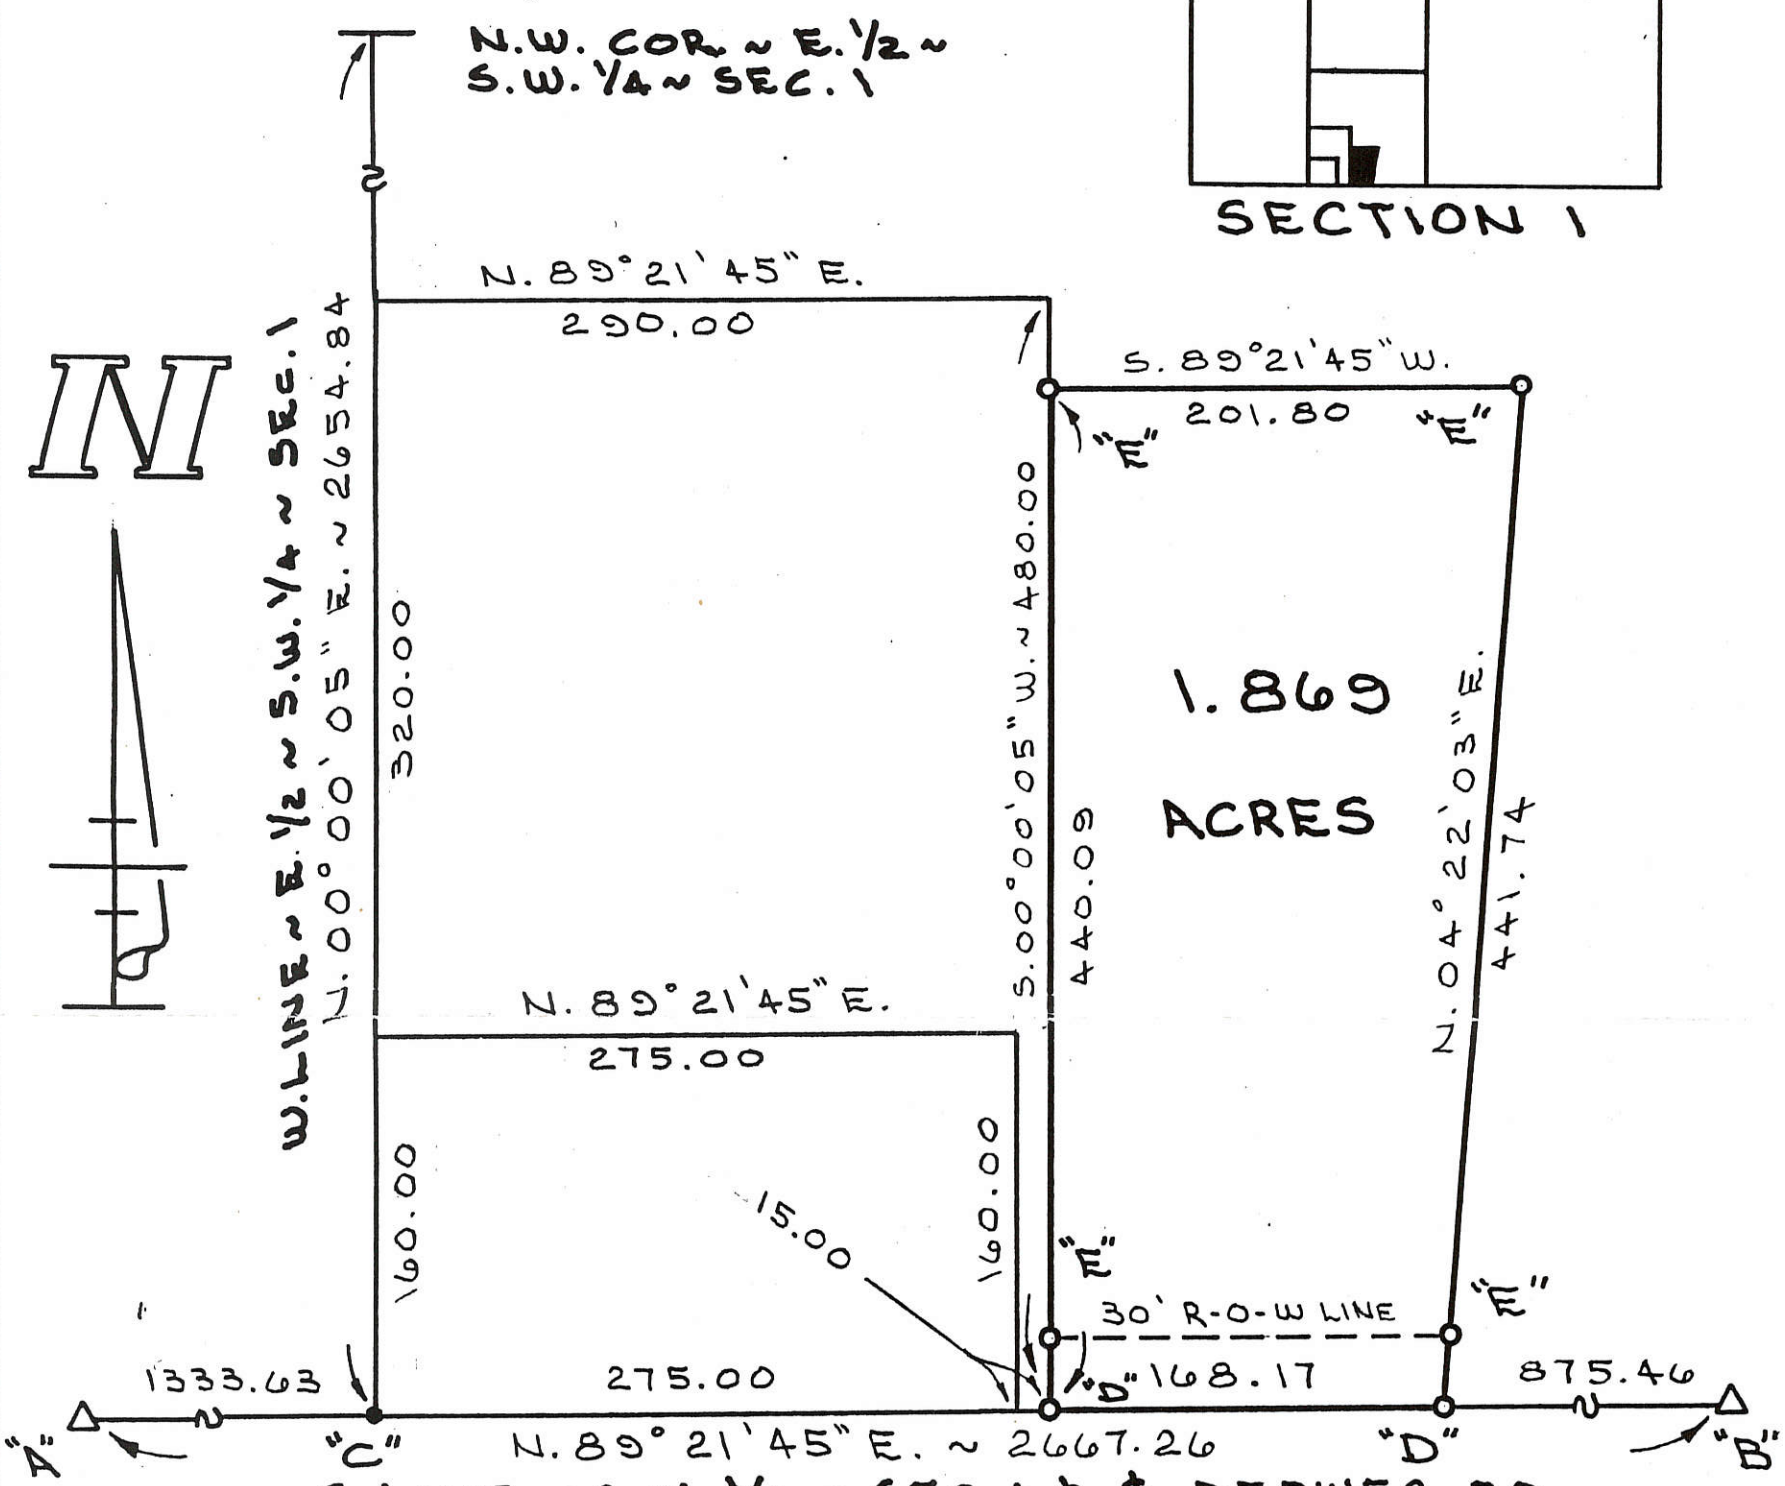 N.W. COR. ~ E. 1/2 ~
S.W. 1/4 ~ SEC. 1
SECTION 1
N. 89° 21' 45" E.
290.00
S. 89° 21' 45" W.
201.80
"E"
"E"
N
W. LINE ~ E. 1/2 ~ S.W. 1/4 ~ SEC. 1
N. 00° 00' 05" E. ~ 2654.84
320.00
S. 00° 00' 05" W. ~ 480.00
440.09
1.869
ACRES
N. 04° 22' 03" E.
441.74
N. 89° 21' 45" E.
275.00
160.00
160.00
15.00
"E"
"E"
30' R-O-W LINE
1333.63
275.00
"D"
168.17
875.46
"A"
"C"
N. 89° 21' 45" E. ~ 2667.26
"D"
"B"